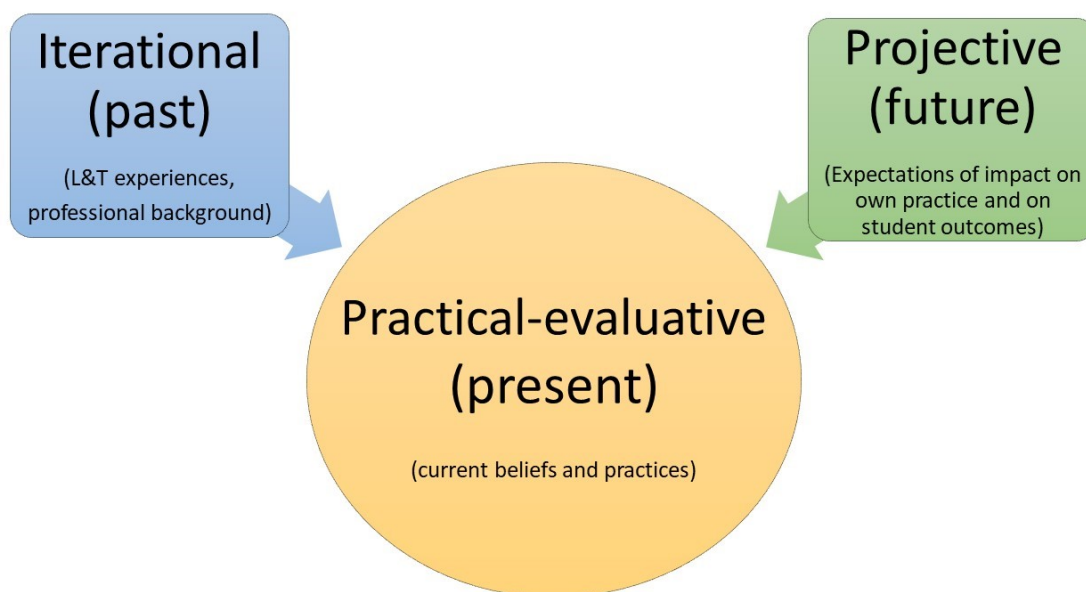 Iterational
(past)
(L&T experiences,
professional background)
Projective
(future)
(Expectations of impact on
own practice and on
student outcomes)
Practical-evaluative
(present)
(current beliefs and practices)